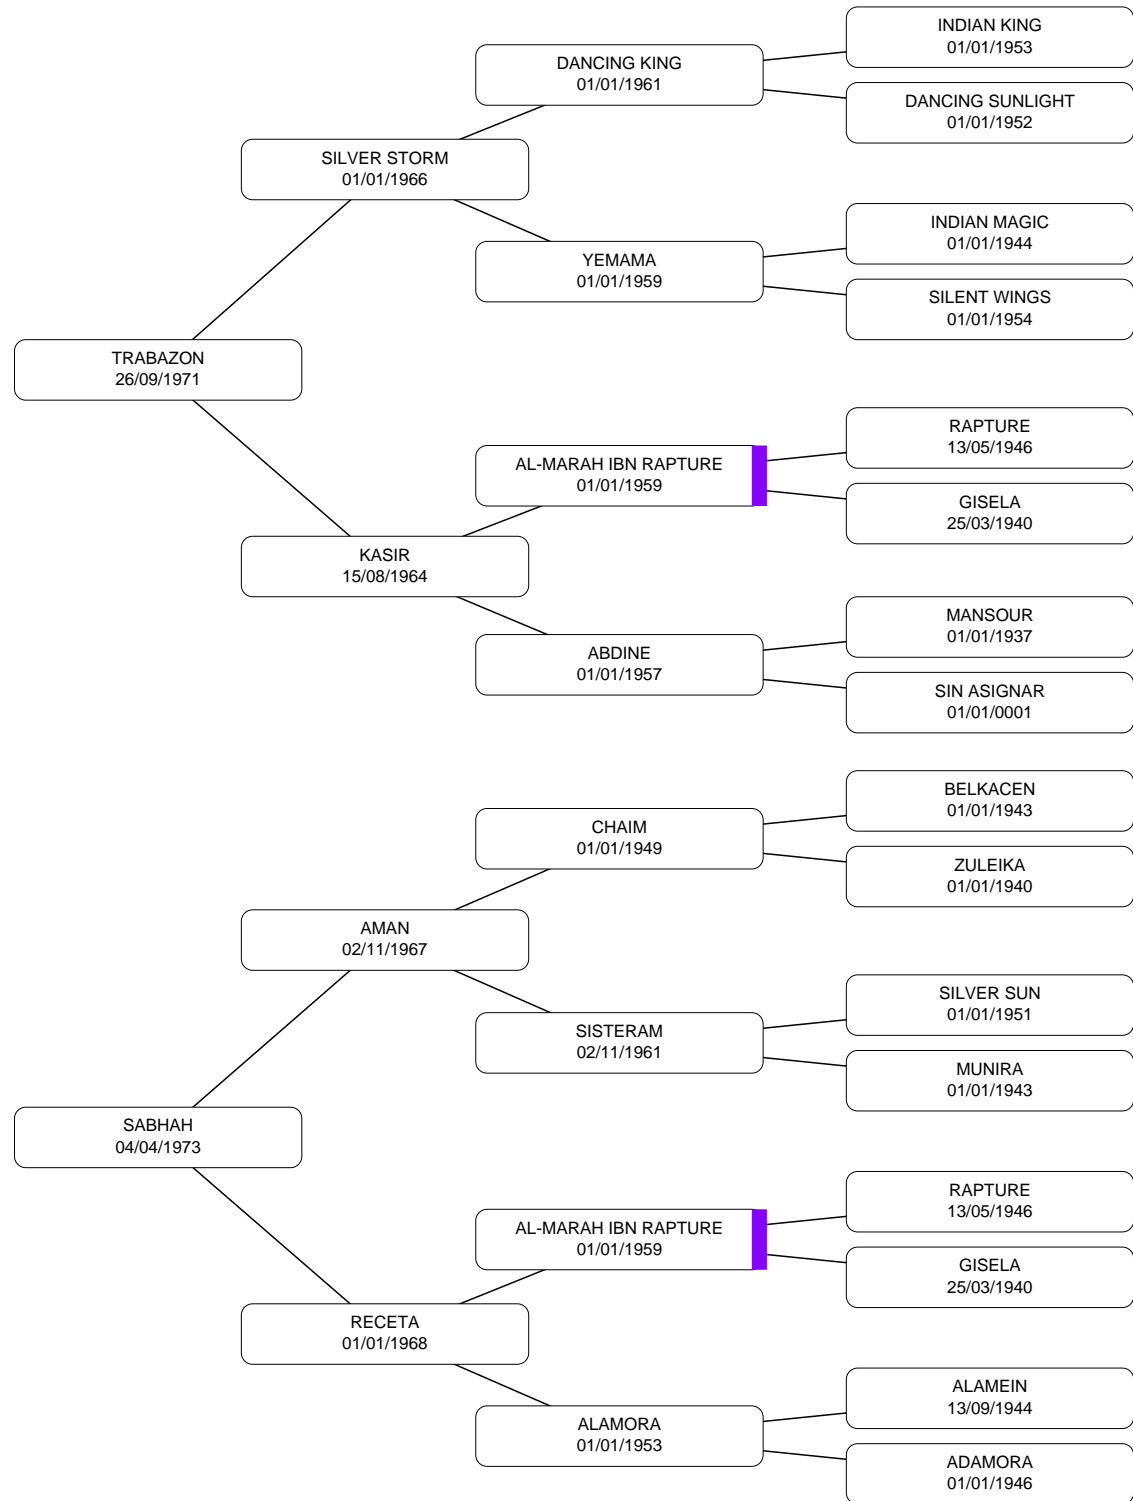 INDIAN KING
01/01/1953
DANCING KING
01/01/1961
DANCING SUNLIGHT
01/01/1952
SILVER STORM
01/01/1966
INDIAN MAGIC
01/01/1944
YEMAMA
01/01/1959
SILENT WINGS
01/01/1954
TRABAZON
26/09/1971
RAPTURE
13/05/1946
AL-MARAH IBN RAPTURE
01/01/1959
GISELA
25/03/1940
KASIR
15/08/1964
MANSOUR
01/01/1937
ABDINE
01/01/1957
SIN ASIGNAR
01/01/0001
BELKACEN
01/01/1943
CHAIM
01/01/1949
ZULEIKA
01/01/1940
AMAN
02/11/1967
SILVER SUN
01/01/1951
SISTERAM
02/11/1961
MUNIRA
01/01/1943
SABHAH
04/04/1973
RAPTURE
13/05/1946
AL-MARAH IBN RAPTURE
01/01/1959
GISELA
25/03/1940
RECETA
01/01/1968
ALAMEIN
13/09/1944
ALAMORA
01/01/1953
ADAMORA
01/01/1946